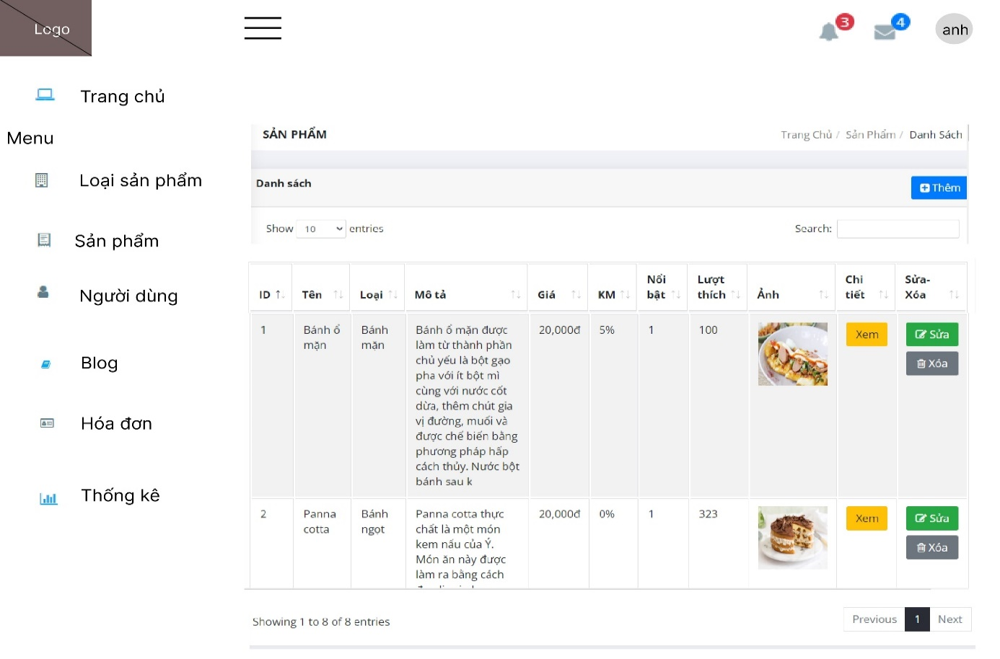 Logo
3
4
anh
Trang chủ
Menu
Loại sản phẩm
Sản phẩm
Người dùng
Blog
Hóa đơn
Thống kê
SẢN PHẨM
Trang Chủ / Sản Phẩm / Danh Sách
Danh sách
Thêm
Show 10 entries
Search:
ID Tên Loại Mô tả Giá KM Nổi bật Lượt thích Ảnh Chi tiết Sửa-Xóa
1
Bánh ổ
mặn
Bánh
mặn
Bánh ổ mặn được
làm từ thành phần
chủ yếu là bột gạo
pha với ít bột mì
cùng với nước cốt
dừa, thêm chút gia
vị đường, muối và
được chế biến bằng
phương pháp hấp
cách thủy. Nước bột
bánh sau k
20,000đ
5%
1
100
Xem
Sửa
Xóa
2
Panna
cotta
Bánh
ngọt
Panna cotta thực
chất là một món
kem nấu của Ý.
Món ăn này được
làm ra bằng cách
20,000đ
0%
1
323
Xem
Sửa
Xóa
Showing 1 to 8 of 8 entries
Previous 1 Next